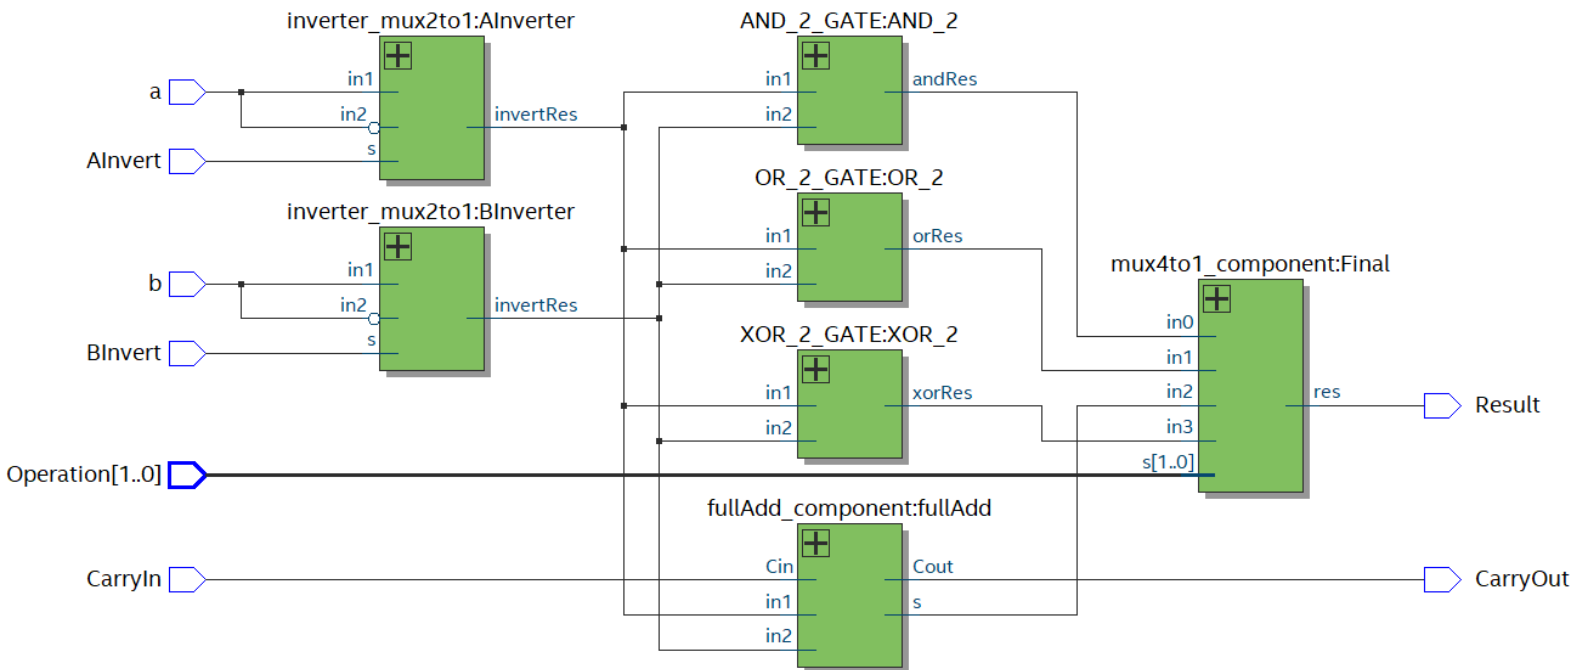 inverter_mux2to1:AInverter
a
in1
in2
AInvert
s
invertRes
inverter_mux2to1:BInverter
b
in1
in2
BInvert
s
invertRes
Operation[1..0]
CarryIn
AND_2_GATE:AND_2
in1
in2
andRes
OR_2_GATE:OR_2
in1
in2
orRes
XOR_2_GATE:XOR_2
in1
in2
xorRes
fullAdd_component:fullAdd
Cin
in1
in2
Cout
s
mux4to1_component:Final
in0
in1
in2
in3
s[1..0]
res
Result
CarryOut